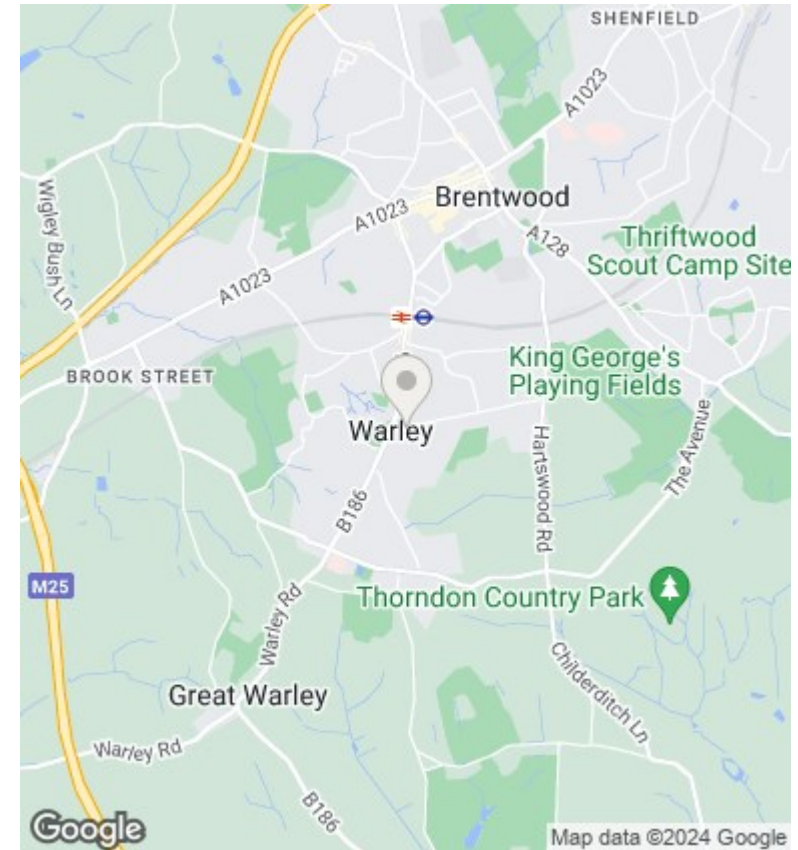 SHENFIELD
A1023
Brentwood
Wigley Bush Ln
A1023
A128
Thriftwood
Scout Camp Site
A1023
King George's
Playing Fields
BROOK STREET
Warley
The Avenue
Hartswood Rd
B186
M25
Thorndon Country Park
Warley Rd
Childerditch Ln
Great Warley
Warley Rd
B186
Google
Map data ©2024 Google